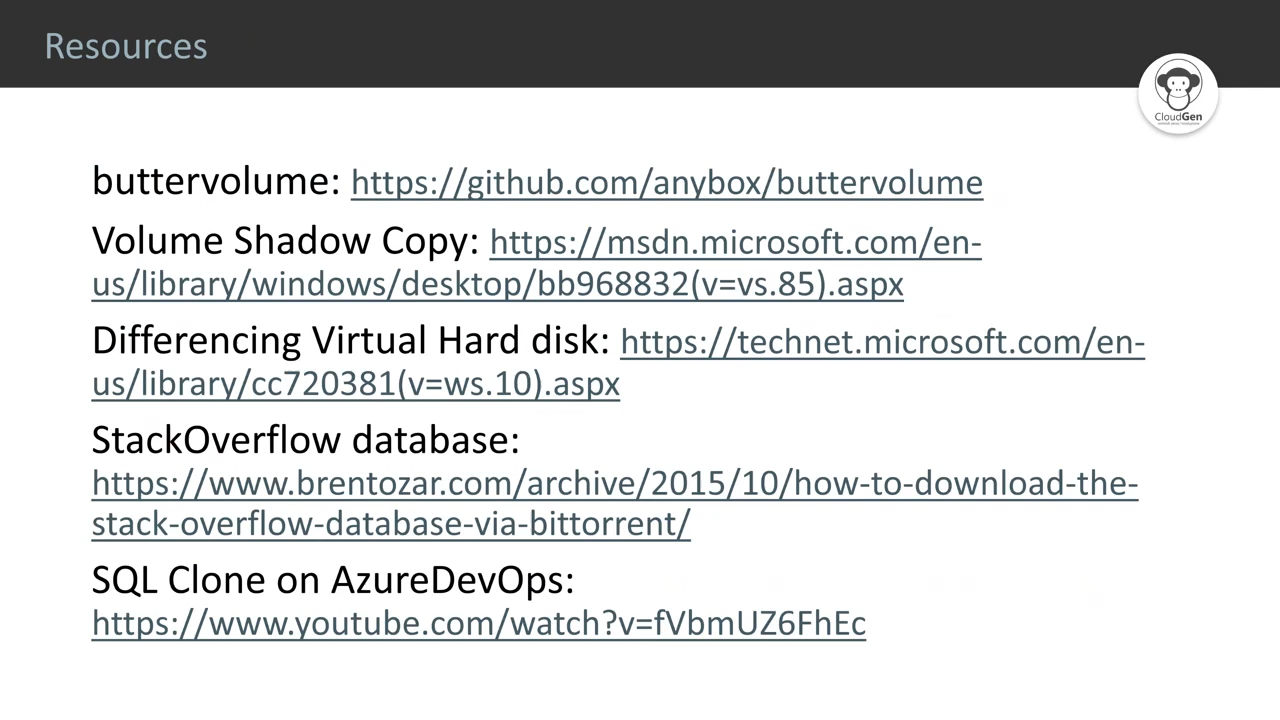 Resources
CloudGen
buttervolume: https://github.com/anybox/buttervolume
Volume Shadow Copy: https://msdn.microsoft.com/en-
us/library/windows/desktop/bb968832(v=vs.85).aspx
Differencing Virtual Hard disk: https://technet.microsoft.com/en-
us/library/cc720381(v=ws.10).aspx
StackOverflow database:
https://www.brentozar.com/archive/2015/10/how-to-download-the-
stack-overflow-database-via-bittorrent/
SQL Clone on AzureDevOps:
https://www.youtube.com/watch?v=fVbmUZ6FhEc